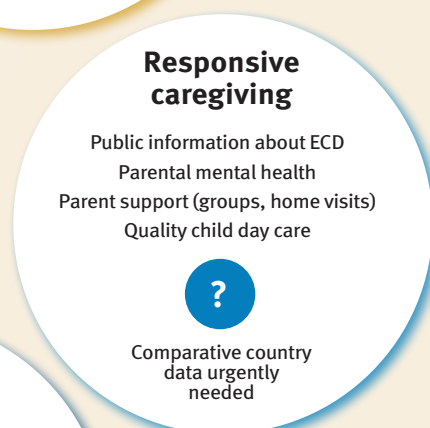 Responsive
caregiving
Public information about ECD
Parental mental health
Parent support (groups, home visits)
Quality child day care
?
Comparative country
data urgently
needed